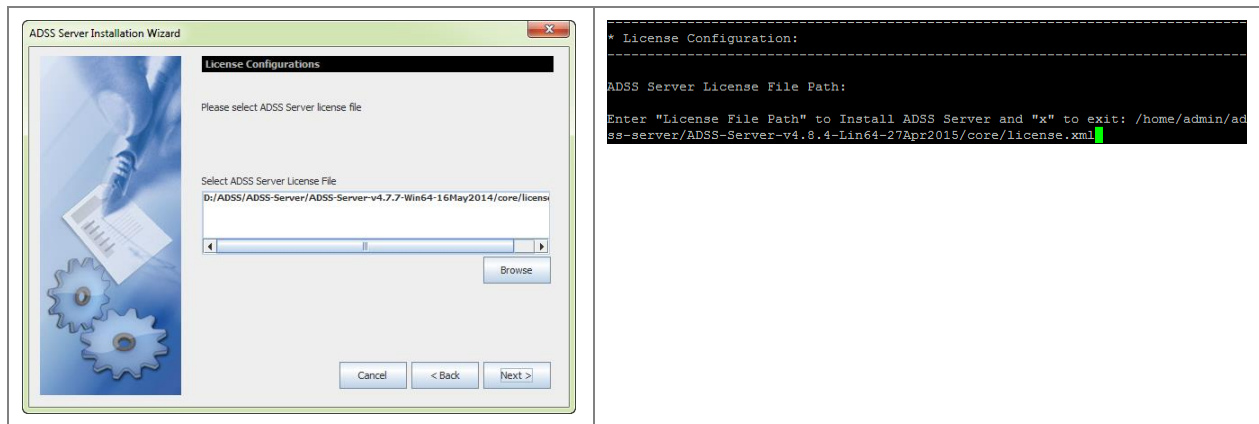 ADSS Server Installation Wizard
License Configurations
Please select ADSS Server license file
Select ADSS Server License File
D:/ADSS/ADSS-Server/ADSS-Server-v4.7.7-Win64-16May2014/core/licens
Browse
Cancel
< Back
Next >
* License Configuration:
ADSS Server License File Path:
Enter "License File Path" to Install ADSS Server and "x" to exit: /home/admin/ad
ss-server/ADSS-Server-v4.8.4-Lin64-27Apr2015/core/license.xml